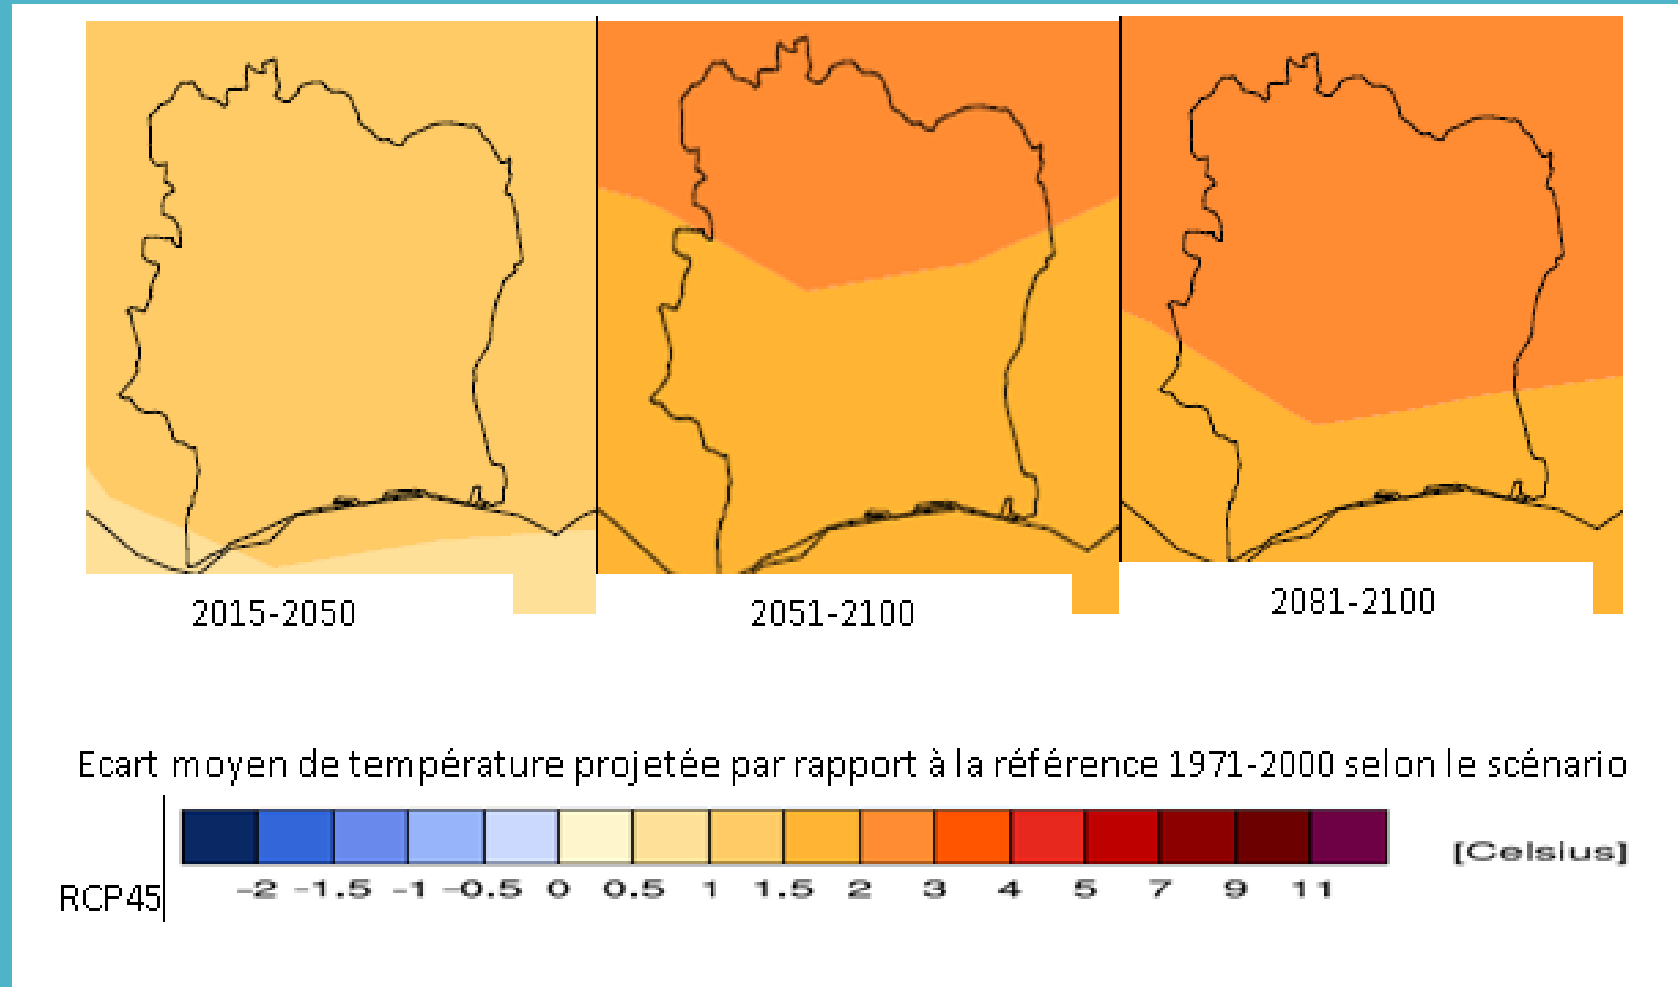 2015-2050
2051-2100
2081-2100
Ecart moyen de température projetée par rapport à la référence 1971-2000 selon le scénario
[Celsius]
RCP45
-2 -1.5 -1 -0.5 0 0.5 1 1.5 2 3 4 5 7 9 11